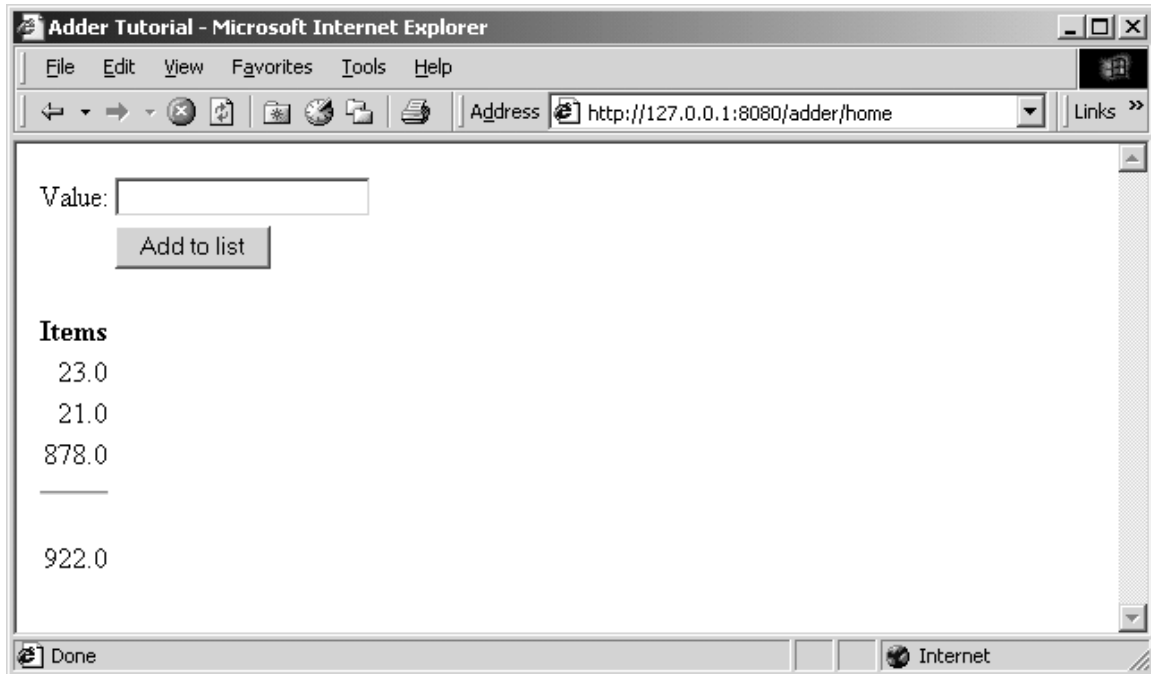 Adder Tutorial - Microsoft Internet Explorer
File Edit View Favorites Tools Help
Address http://127.0.0.1:8080/adder/home Links »
Value:
Add to list
Items
23.0
21.0
878.0
922.0
Done Internet